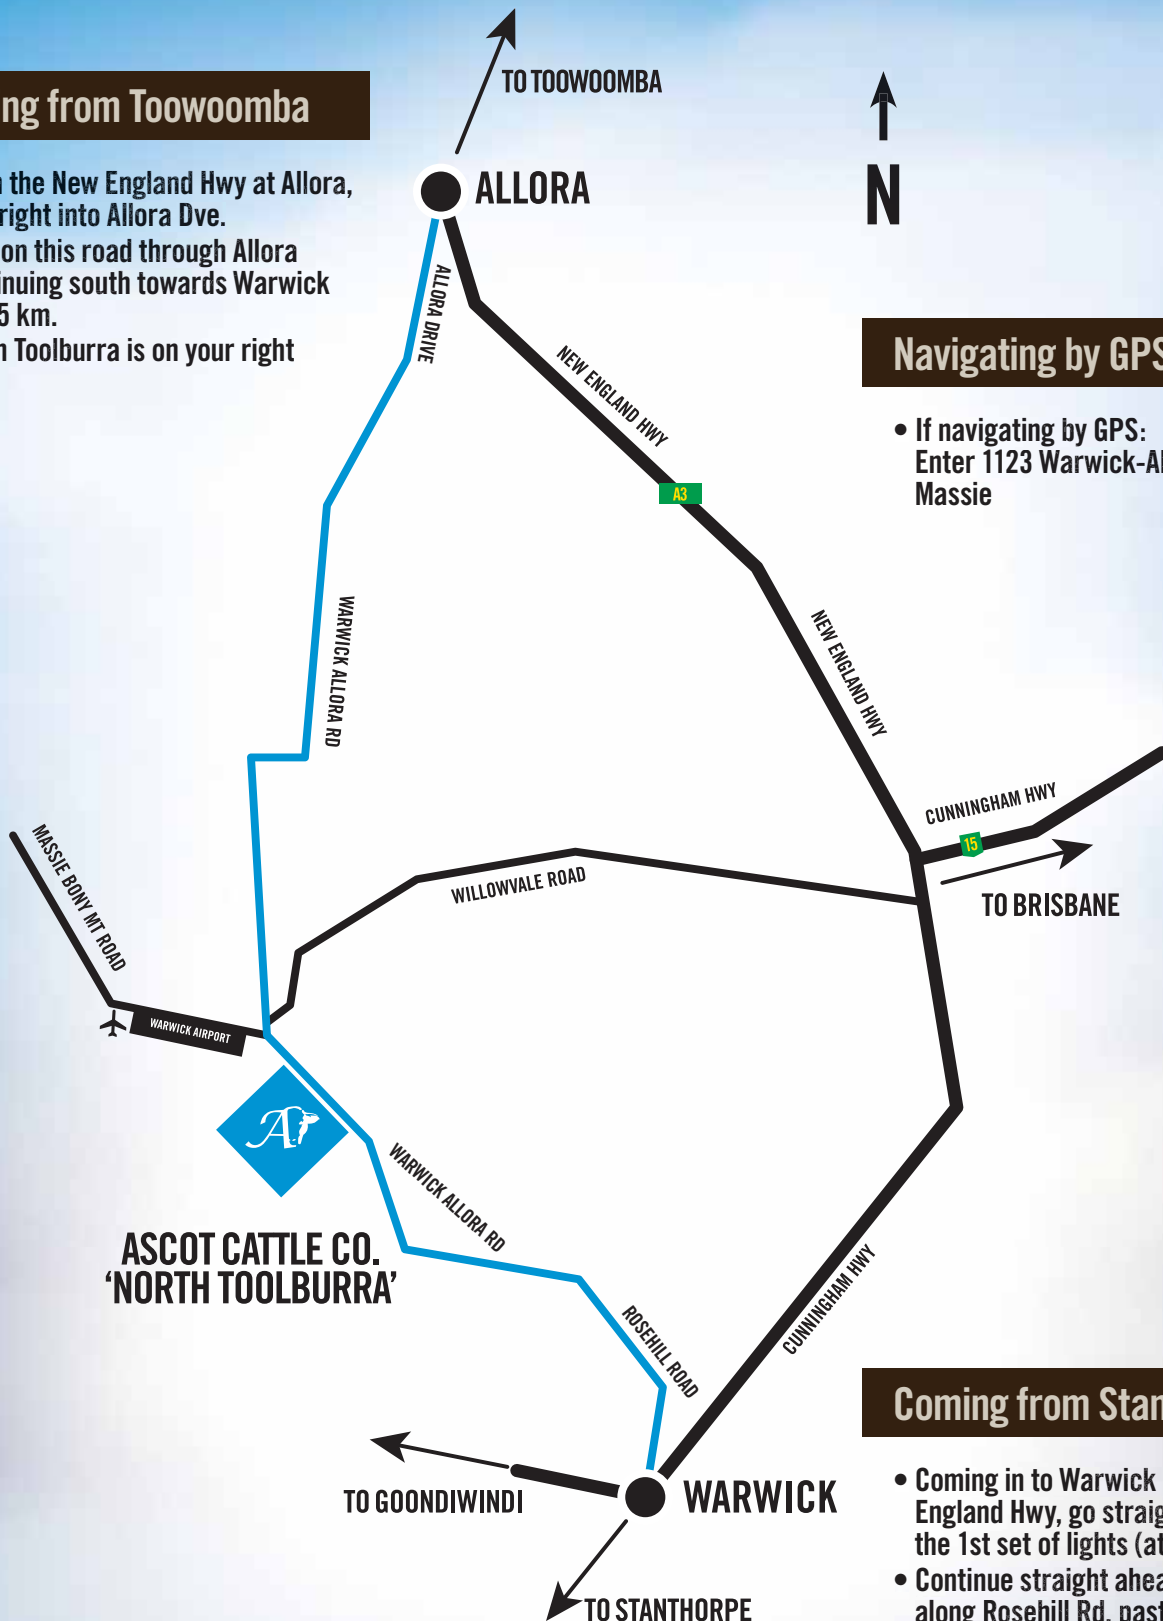 TO TOOWOOMBA
ng from Toowoomba
the New England Hwy at Allora,
right into Allora Dve.
on this road through Allora
inuing south towards Warwick
5 km.
Toolburra is on your right
ALLORA
N
ALLORA DRIVE
NEW ENGLAND HWY
A3
Navigating by GPS
• If navigating by GPS:
Enter 1123 Warwick-Al
Massie
WARWICK ALLORA RD
NEW ENGLAND HWY
CUNNINGHAM HWY
15
TO BRISBANE
MASSIE BONY MT ROAD
WILLOWVALE ROAD
WARWICK AIRPORT
A
WARWICK ALLORA RD
ASCOT CATTLE CO.
'NORTH TOOLBURRA'
ROSEHILL ROAD
CUNNINGHAM HWY
TO GOONDIWINDI
WARWICK
TO STANTHORPE
Coming from Stan
• Coming in to Warwick
England Hwy, go straig
the 1st set of lights (at
• Continue straight ahea
along Rosehill Rd, past